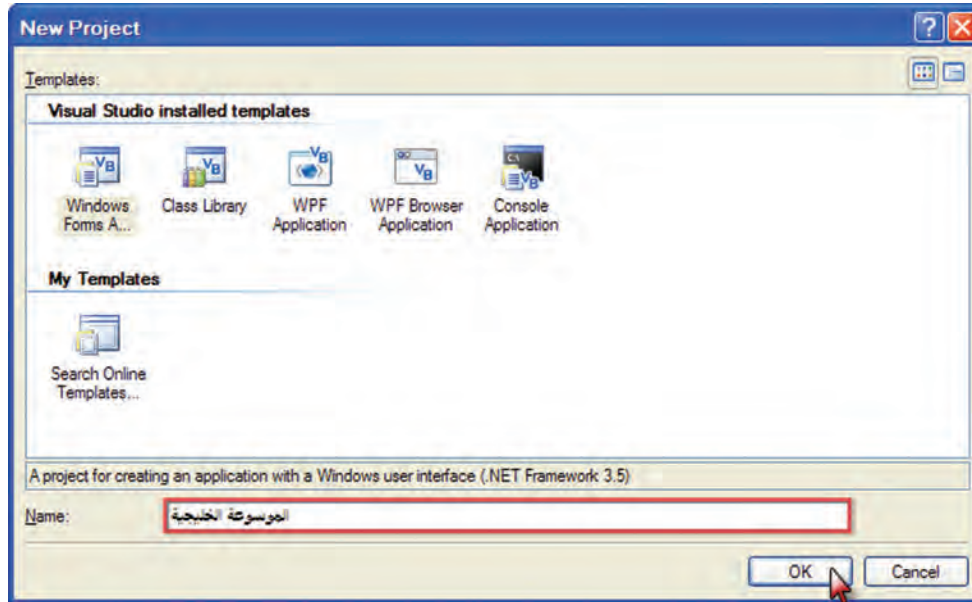 New Project
Templates:
Visual Studio installed templates
Windows Forms A...
Class Library
WPF Application
WPF Browser Application
Console Application
My Templates
Search Online Templates...
A project for creating an application with a Windows user interface (.NET Framework 3.5)
Name: الموسوعة الخليجية
OK Cancel